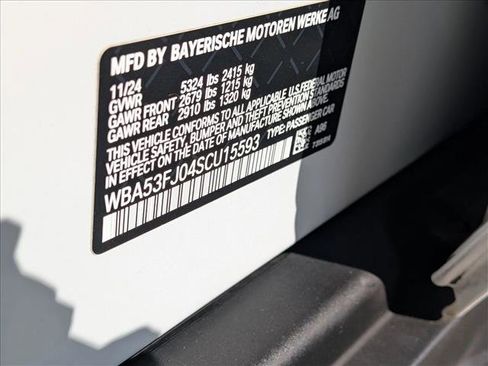 MFD BY BAYERISCHE MOTOREN WERKE AG
11/24
GVWR 5324 lbs 2415 kg
GAWR FRONT 2679 lbs 1215 kg
GAWR REAR 2910 lbs 1320 kg
THIS VEHICLE CONFORMS TO ALL APPLICABLE U.S. FEDERAL MOTOR
VEHICLE SAFETY, BUMPER AND THEFT PREVENTION STANDARDS
IN EFFECT ON THE DATE OF MANUFACTURE SHOWN ABOVE.
WBA53FJ04SCU15593 TYPE: PASSENGER CAR
A96